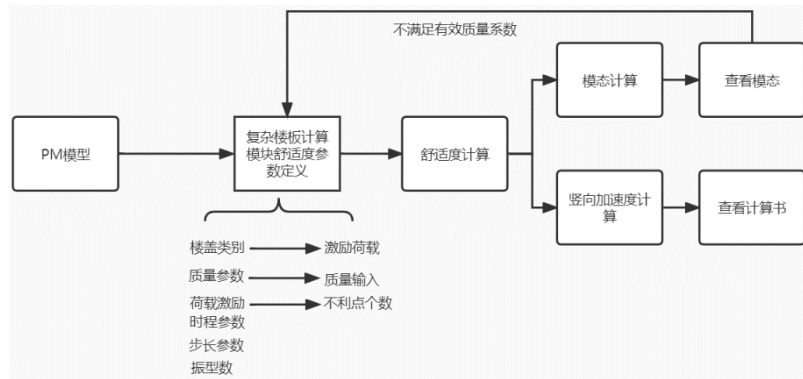 不满足有效质量系数
模态计算
查看模态
PM模型
复杂楼板计算
模块舒适度参
数定义
舒适度计算
竖向加速度计
算
查看计算书
楼盖类别
激励荷载
质量参数
质量输入
荷载激励
不利点个数
时程参数
步长参数
振型数